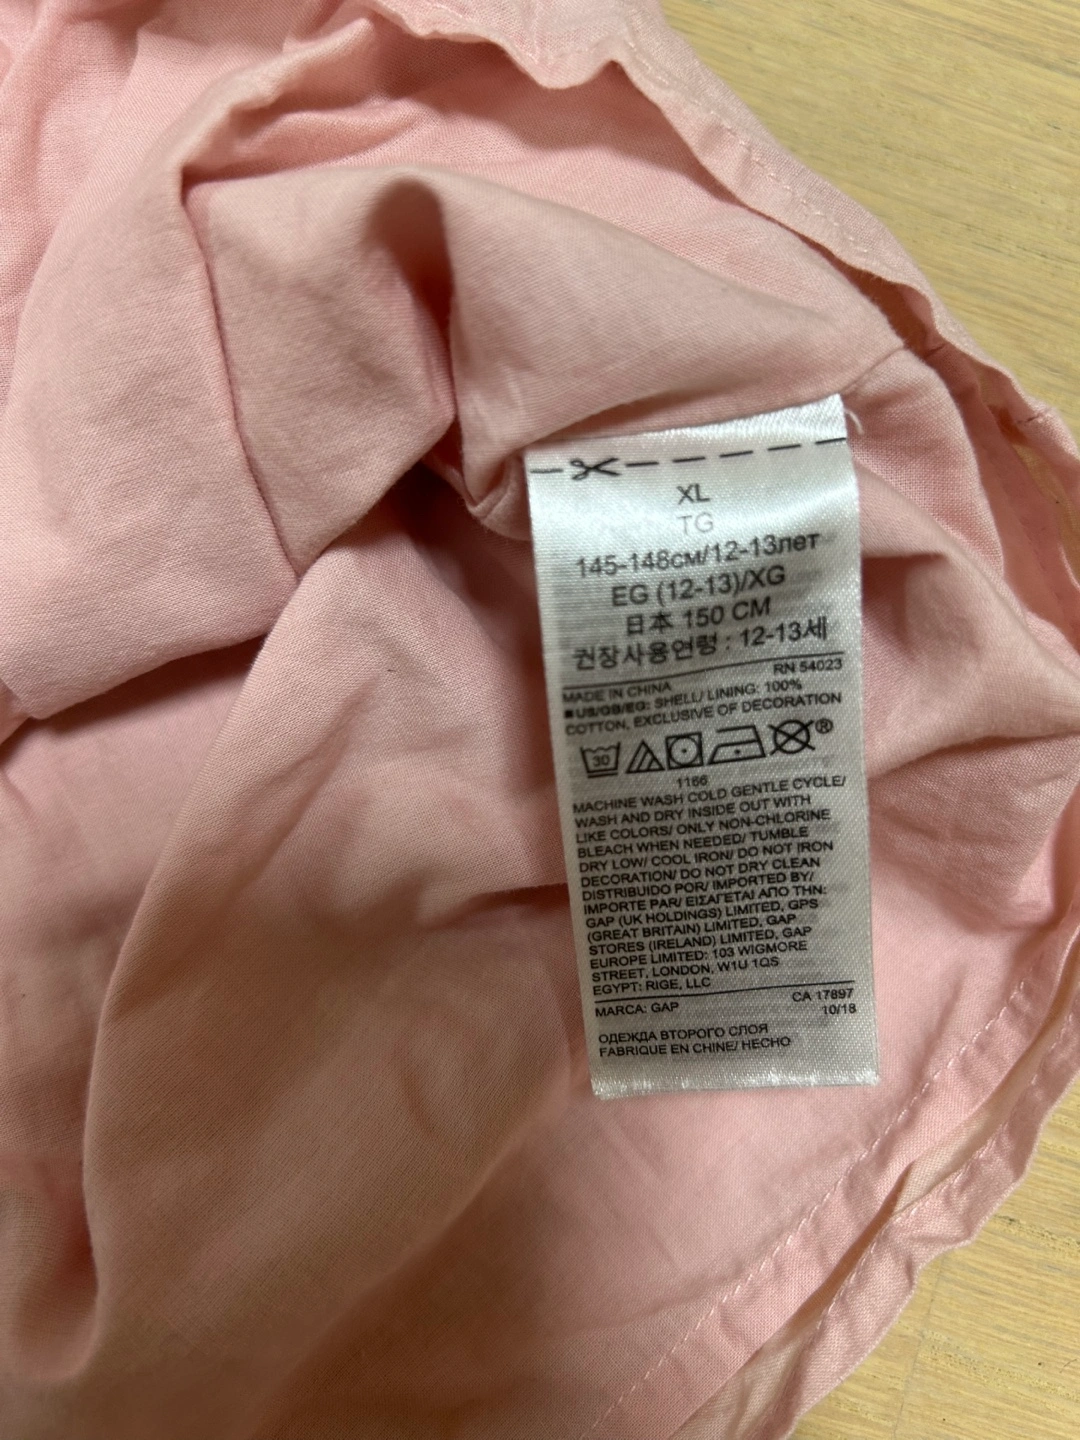 XL
TG
145-148см/12-13лет
EG (12-13)/XG
日本 150 CM
권장사용연령 : 12-13세
RN 54023
MADE IN CHINA
■US/GB/EG: SHELL/ LINING: 100%
COTTON, EXCLUSIVE OF DECORATION
30
®
1166
MACHINE WASH COLD GENTLE CYCLE/
WASH AND DRY INSIDE OUT WITH
LIKE COLORS/ ONLY NON-CHLORINE
BLEACH WHEN NEEDED/ TUMBLE
DRY LOW/ COOL IRON/ DO NOT IRON
DECORATION/ DO NOT DRY CLEAN
DISTRIBUIDO POR/ IMPORTED BY/
IMPORTE PAR/ ΕΙΣΑΓΕΤΑΙ ΑΠΟ ΤΗΝ:
GAP (UK HOLDINGS) LIMITED, GPS
(GREAT BRITAIN) LIMITED, GAP
STORES (IRELAND) LIMITED, GAP
EUROPE LIMITED: 103 WIGMORE
STREET, LONDON, W1U 1QS
EGYPT: RIGE, LLC
MARCA: GAP
CA 17897
10/18
ОДЕЖДА ВТОРОГО СЛОЯ
FABRIQUE EN CHINE/ HECHO